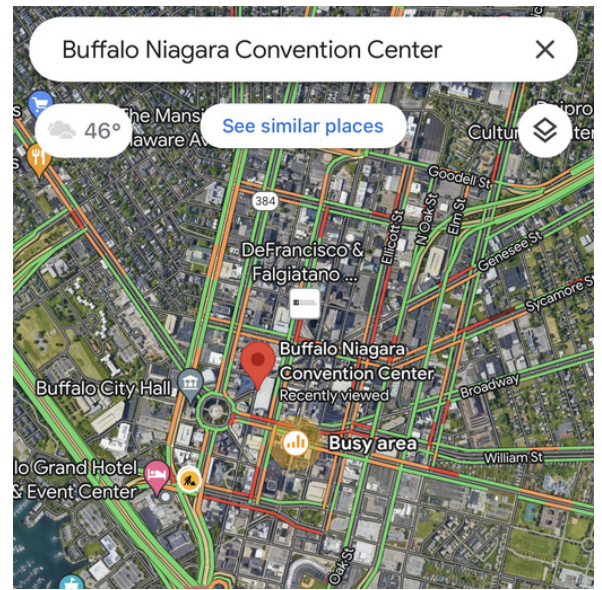 Buffalo Niagara Convention Center
46°
See similar places
The Mansi
laware Av
Cultur
Goodell St
384
Ellicott St
N Oak St
Elm St
Genesee St
Sycamore S
DeFrancisco &
Falgiatano ...
Buffalo Niagara
Convention Center
Recently viewed
Buffalo City Hall
Broadway
Busy area
William St
lo Grand Hotel
& Event Center
Oak St